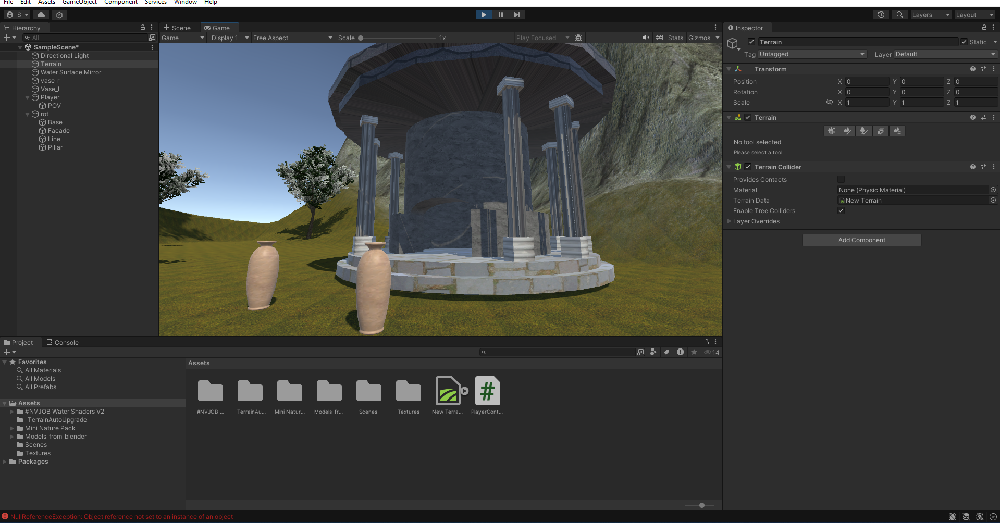 File Edit Assets GameObject Component Services Window Help
S Layers Layout
Hierarchy
All
SampleScene*
Directional Light
Terrain
Water Surface Mirror
vase_r
Vase_l
Player
POV
rot
Base
Facade
Line
Pillar
Scene Game
Game Display 1 Free Aspect Scale 1x Play Focused Stats Gizmos
Inspector
Terrain Static
Tag Untagged Layer Default
Transform
Position X 0 Y 0 Z 0
Rotation X 0 Y 0 Z 0
Scale X 1 Y 1 Z 1
Terrain
No tool selected
Please select a tool
Terrain Collider
Provides Contacts
Material None (Physic Material)
Terrain Data New Terrain
Enable Tree Colliders
Layer Overrides
Add Component
Project Console
14
Favorites
All Materials
All Models
All Prefabs
Assets
#NVJOB Water Shaders V2
_TerrainAutoUpgrade
Mini Nature Pack
Models_from_blender
Scenes
Textures
Packages
Assets
#NVJOB ... _TerrainAu... Mini Natur... Models_fr... Scenes Textures New Terra... PlayerCont...
NullReferenceException: Object reference not set to an instance of an object